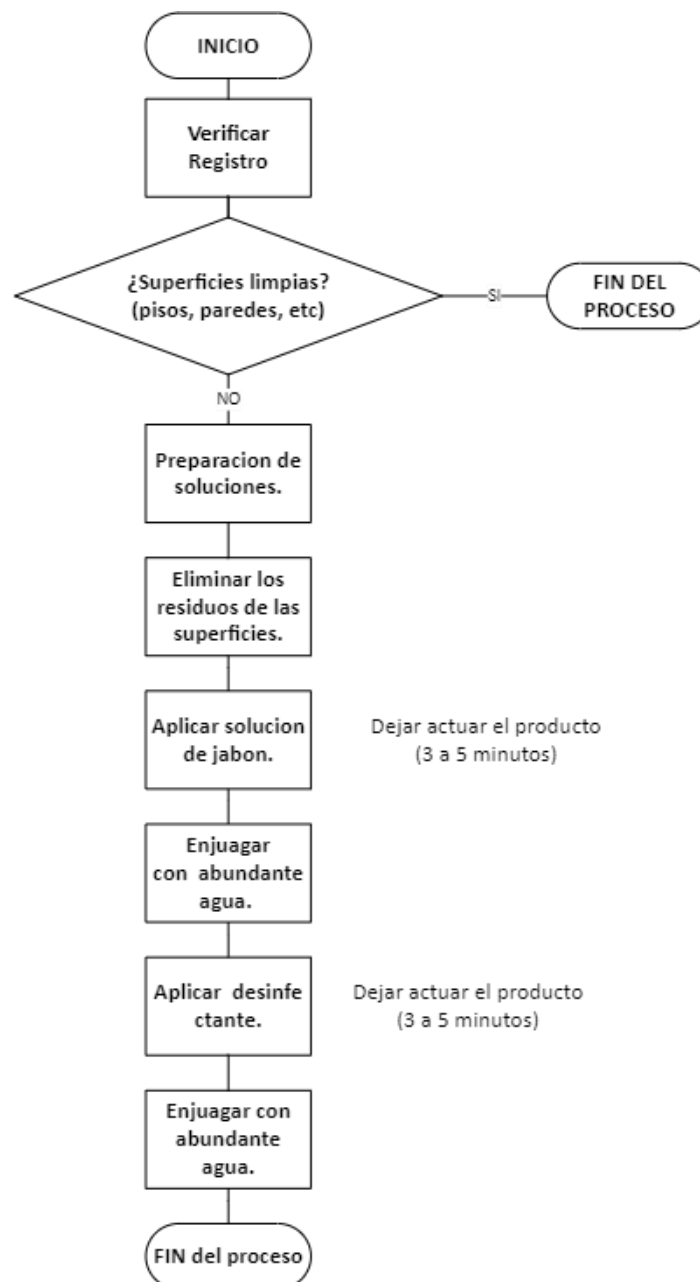 INICIO
Verificar
Registro
¿Superficies limpias?
(pisos, paredes, etc)
SI
FIN DEL
PROCESO
NO
Preparacion de
soluciones.
Eliminar los
residuos de las
superficies.
Aplicar solucion
de jabon.
Dejar actuar el producto
(3 a 5 minutos)
Enjuagar
con abundante
agua.
Aplicar desinfe
ctante.
Dejar actuar el producto
(3 a 5 minutos)
Enjuagar con
abundante
agua.
FIN del proceso